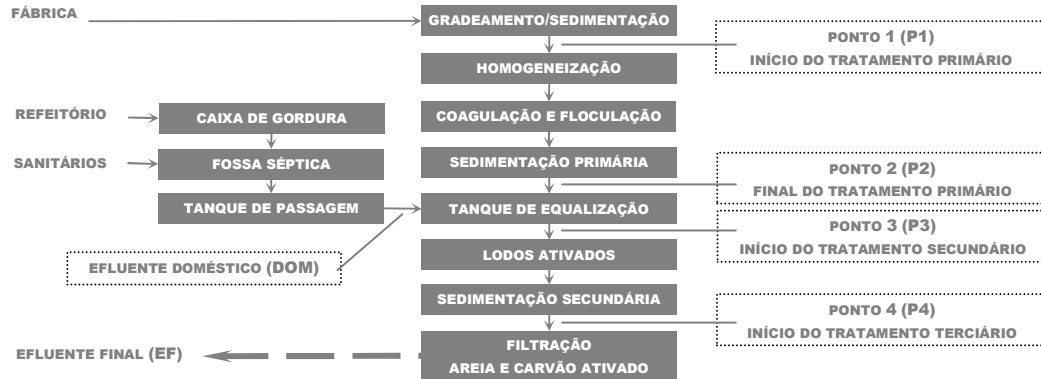 FÁBRICA
GRADEAMENTO/SEDIMENTAÇÃO
PONTO 1 (P1)
INÍCIO DO TRATAMENTO PRIMÁRIO
HOMOGENEIZAÇÃO
REFEITÓRIO
CAIXA DE GORDURA
COAGULAÇÃO E FLOCULAÇÃO
SANITÁRIOS
FOSSA SÉPTICA
SEDIMENTAÇÃO PRIMÁRIA
PONTO 2 (P2)
FINAL DO TRATAMENTO PRIMÁRIO
TANQUE DE PASSAGEM
TANQUE DE EQUALIZAÇÃO
PONTO 3 (P3)
INÍCIO DO TRATAMENTO SECUNDÁRIO
EFLUENTE DOMÉSTICO (DOM)
LODOS ATIVADOS
SEDIMENTAÇÃO SECUNDÁRIA
PONTO 4 (P4)
INÍCIO DO TRATAMENTO TERCIÁRIO
EFLUENTE FINAL (EF)
FILTRAÇÃO
AREIA E CARVÃO ATIVADO